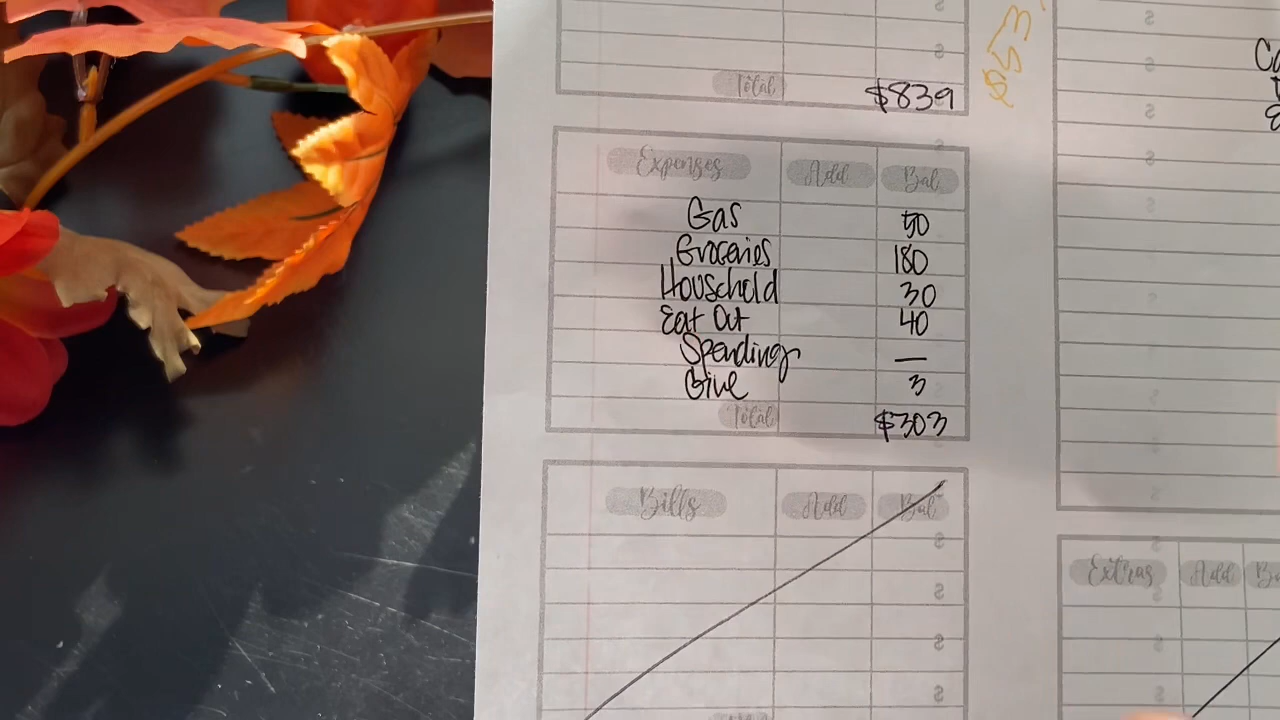 Total $839
$53
Expenses Add Bal
Gas 50
Groceries 180
Household 30
Eat Out 40
Spending —
Give 3
Total $303
Bills Add Bal
Extras Add